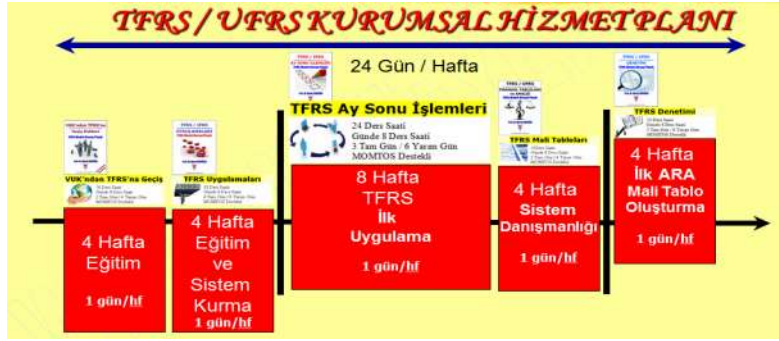 TFRS / UFRS KURUMSAL HİZMET PLANI
24 Gün / Hafta
TFRS Ay Sonu İşlemleri
24 Ders Saati
Günde 8 Ders Saati
3 Tam Gün / 6 Yarım Gün
MOMTOS Destekli
VUK'ndan TFRS'na Geçiş
TFRS Uygulamaları
TFRS Mali Tabloları
TFRS Denetimi
4 Hafta
Eğitim
1 gün/hf
4 Hafta
Eğitim
ve
Sistem
Kurma
1 gün/hf
8 Hafta
TFRS
İlk
Uygulama
1 gün/hf
4 Hafta
Sistem
Danışmanlığı
1 gün/hf
4 Hafta
İlk ARA
Mali Tablo
Oluşturma
1 gün/hf